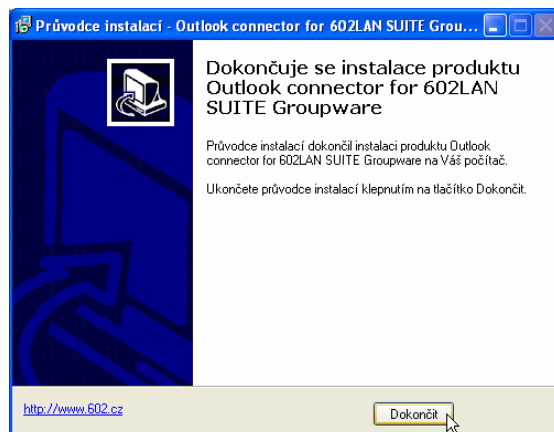 Průvodce instalací - Outlook connector for 602LAN SUITE Grou...
Dokončuje se instalace produktu
Outlook connector for 602LAN
SUITE Groupware
Průvodce instalací dokončil instalaci produktu Outlook
connector for 602LAN SUITE Groupware na Váš počítač.
Ukončete průvodce instalací klepnutím na tlačítko Dokončit.
http://www.602.cz
Dokončit